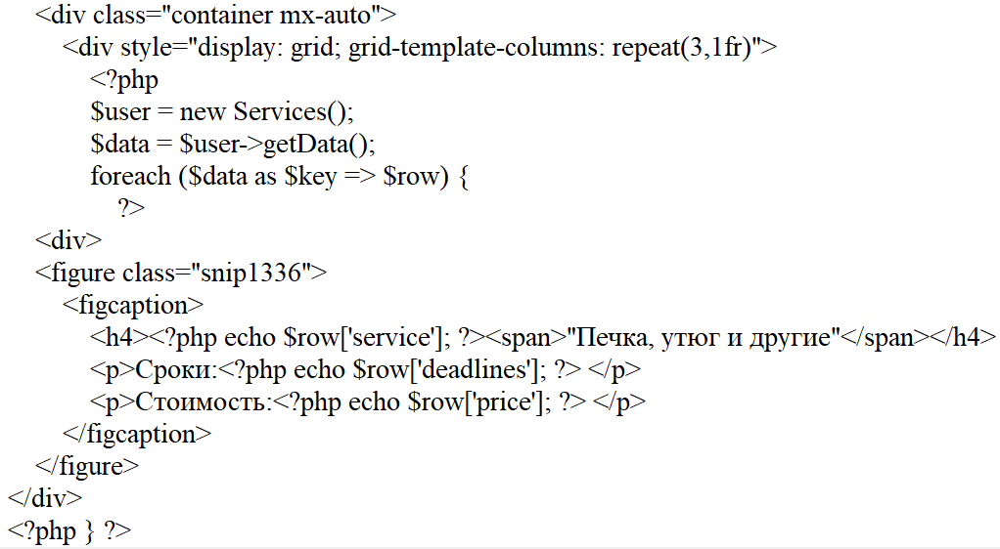 <div class="container mx-auto">
<div style="display: grid; grid-template-columns: repeat(3,1fr)">
<?php
$user = new Services();
$data = $user->getData();
foreach ($data as $key => $row) {
?>
<div>
<figure class="snip1336">
<figcaption>
<h4><?php echo $row['service']; ?><span>"Печка, утюг и другие"</span></h4>
<p>Сроки:<?php echo $row['deadlines']; ?> </p>
<p>Стоимость:<?php echo $row['price']; ?> </p>
</figcaption>
</figure>
</div>
<?php } ?>